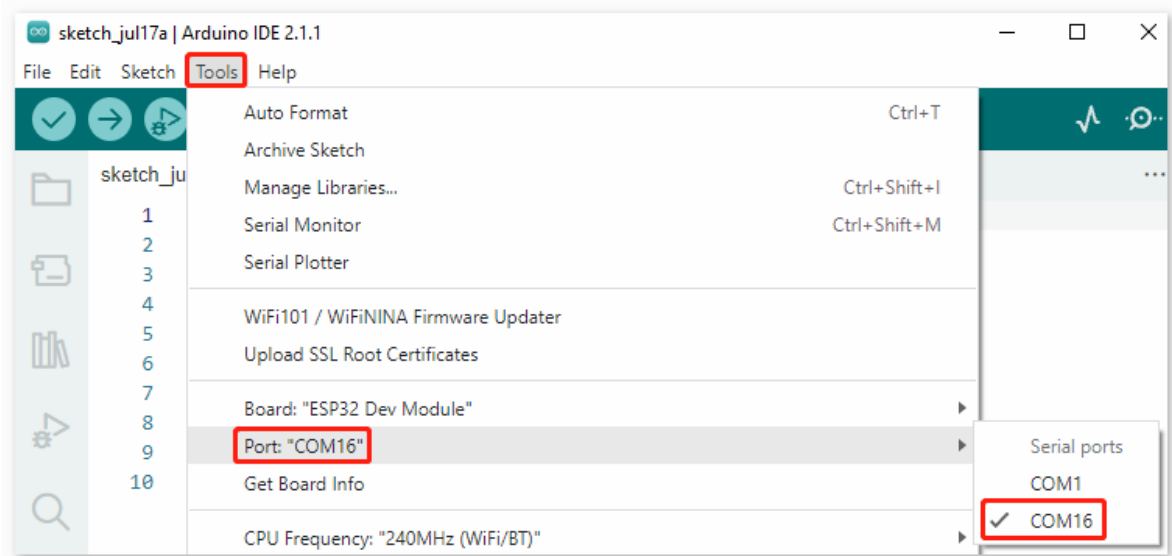 sketch_jul17a | Arduino IDE 2.1.1
File Edit Sketch Tools Help
Auto Format Ctrl+T
Archive Sketch
sketch_ju
Manage Libraries... Ctrl+Shift+I
1
Serial Monitor Ctrl+Shift+M
2
Serial Plotter
3
4
WiFi101 / WiFiNINA Firmware Updater
5
Upload SSL Root Certificates
6
7
Board: "ESP32 Dev Module"
8
Port: "COM16" Serial ports
9
Get Board Info COM1
10
COM16
CPU Frequency: "240MHz (WiFi/BT)"